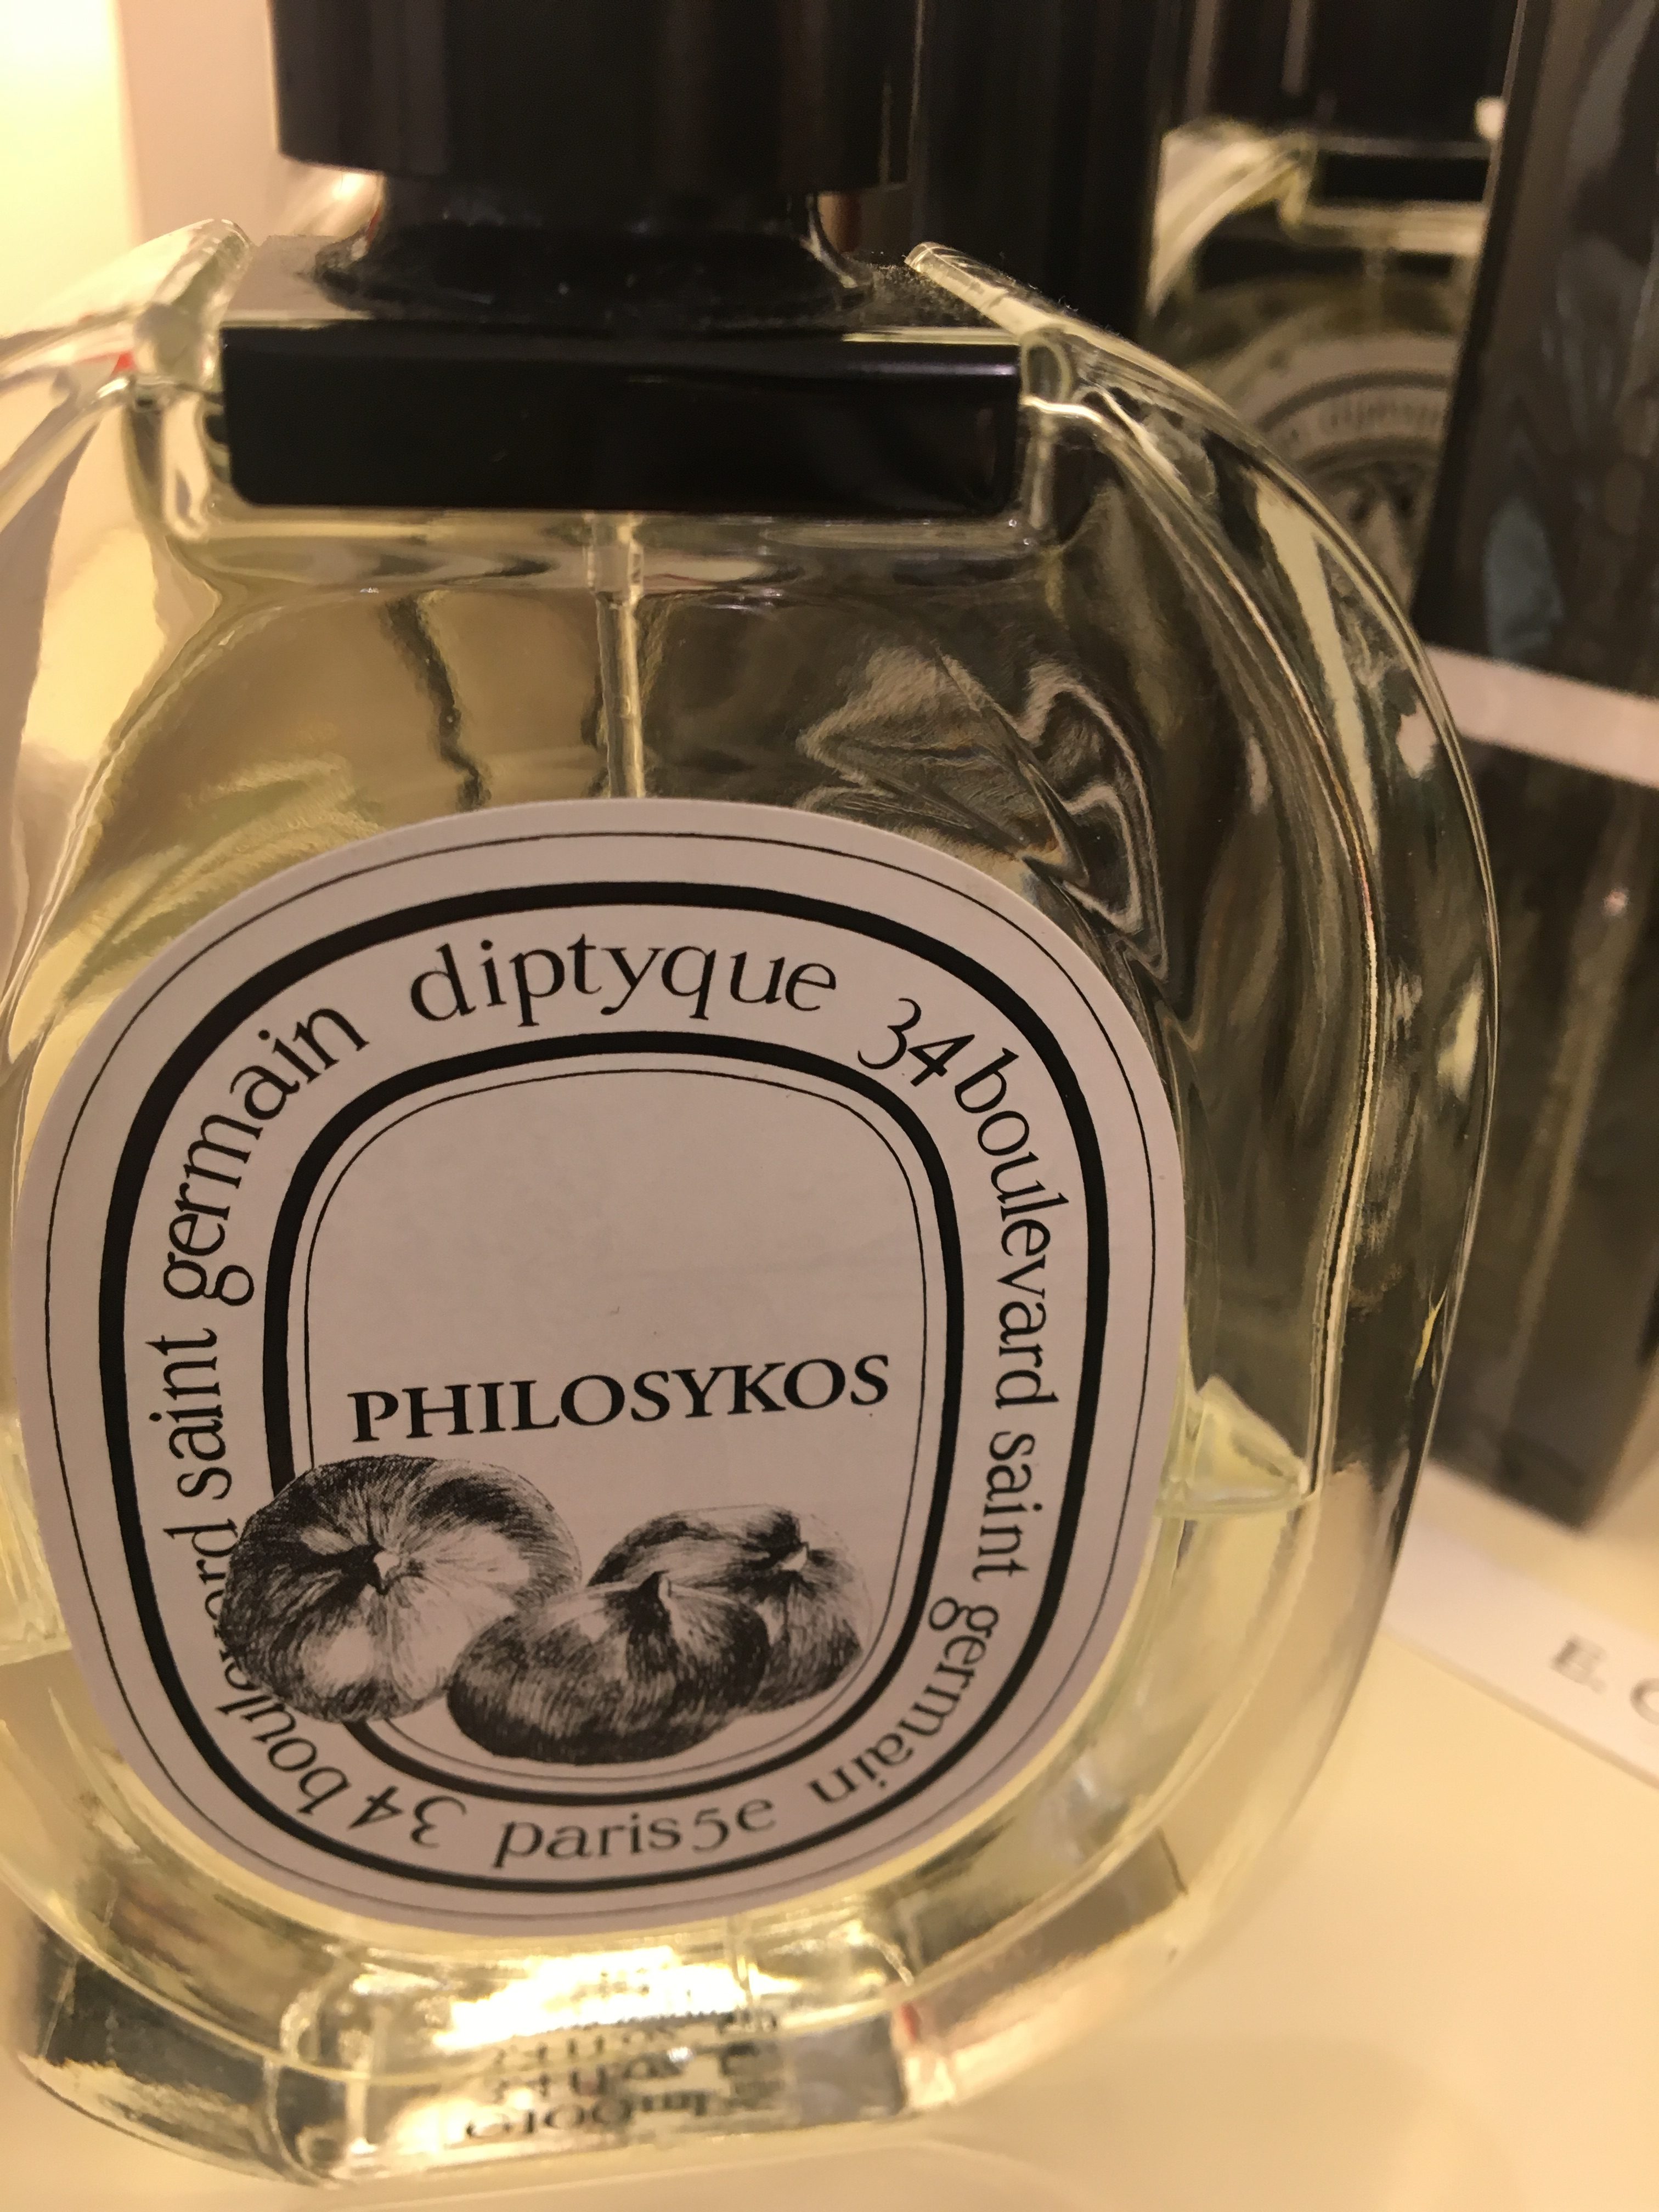 diptyque 34 boulevard saint germain paris5e 34 boulevard saint germain
PHILOSYKOS